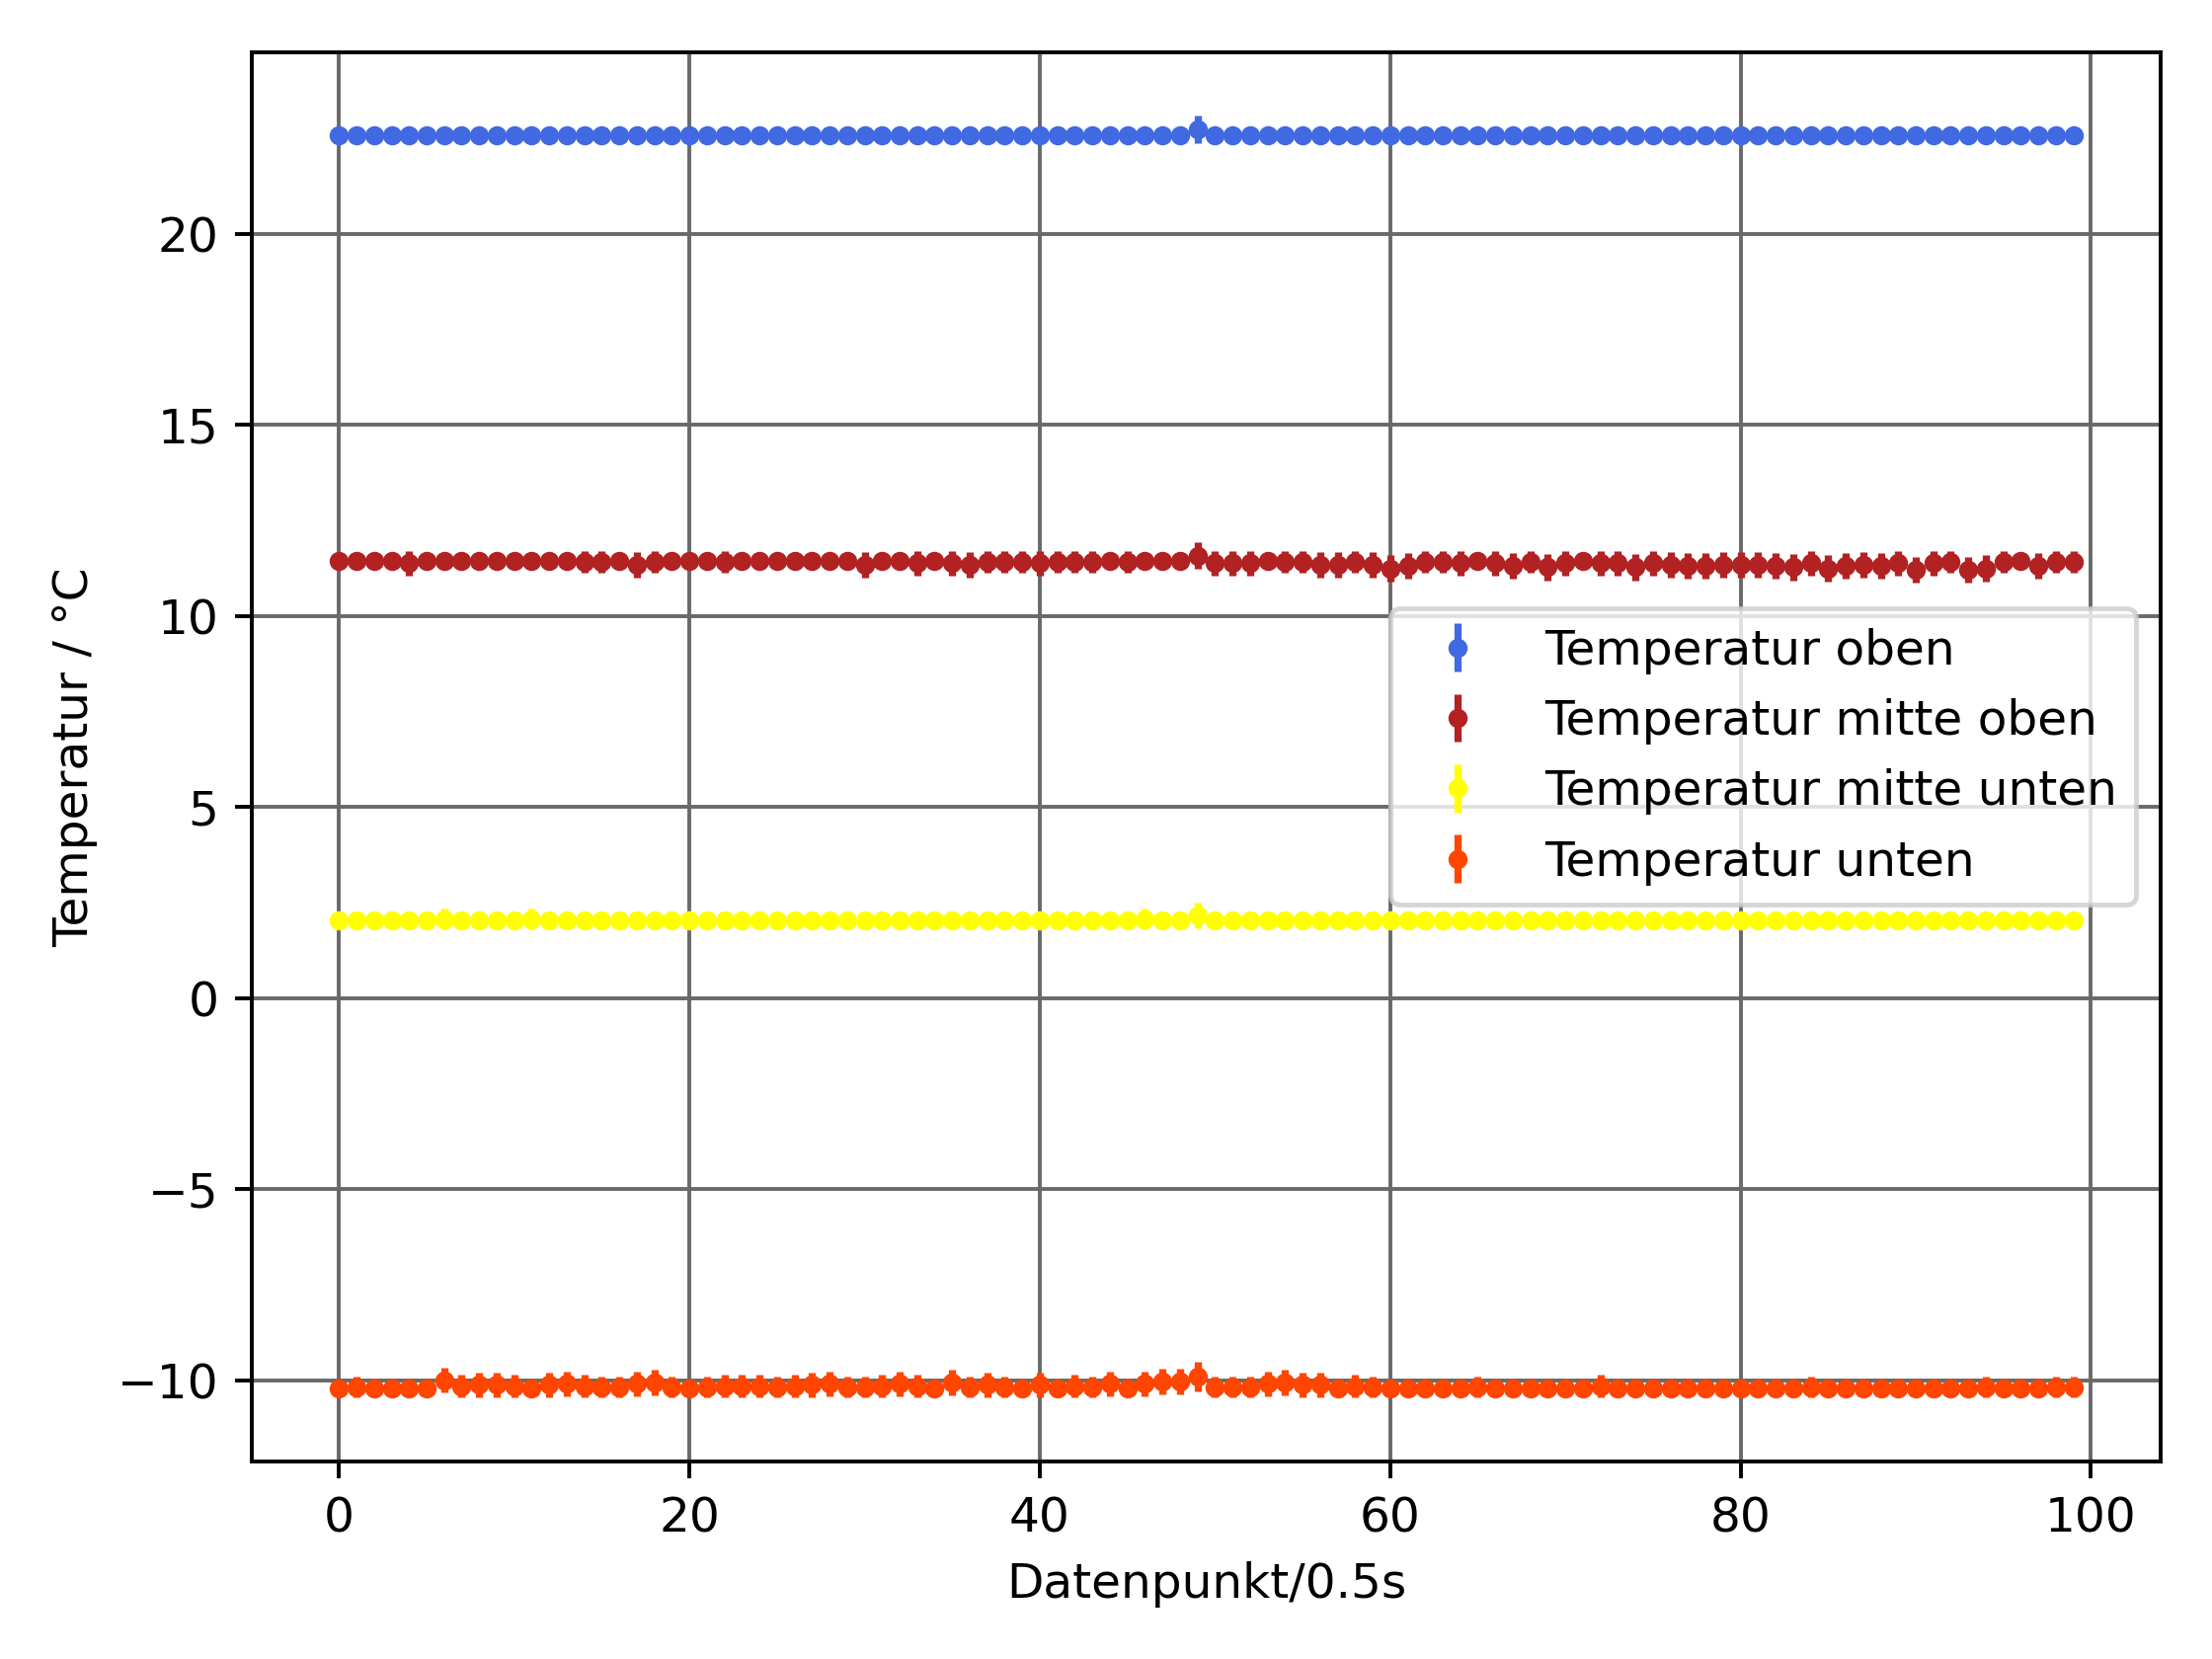 20
15
10
5
0
−5
−10
Temperatur / °C
Temperatur oben
Temperatur mitte oben
Temperatur mitte unten
Temperatur unten
0 20 40 60 80 100
Datenpunkt/0.5s